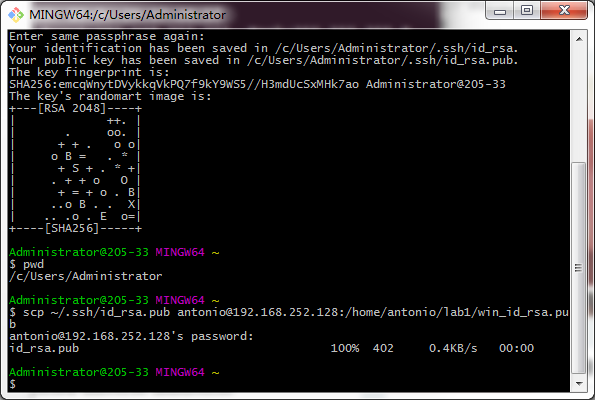 MINGW64:/c/Users/Administrator
Enter same passphrase again:
Your identification has been saved in /c/Users/Administrator/.ssh/id_rsa.
Your public key has been saved in /c/Users/Administrator/.ssh/id_rsa.pub.
The key fingerprint is:
SHA256:emcqWnytDVykkqVkPQ7f9kY9WS5//H3mdUcSxMHk7ao Administrator@205-33
The key's randomart image is:
+---[RSA 2048]----+
|             ++. |
|       .     oo. |
|      + + .   o o|
|     o B =   . * |
|      + S + . * +|
|     . + + o   O |
|      + = + o . B|
|     ..o B . .  X|
|    .. .o . E  o=|
+----[SHA256]-----+
Administrator@205-33 MINGW64 ~
$ pwd
/c/Users/Administrator
Administrator@205-33 MINGW64 ~
$ scp ~/.ssh/id_rsa.pub antonio@192.168.252.128:/home/antonio/lab1/win_id_rsa.pu
b
antonio@192.168.252.128's password:
id_rsa.pub                                    100%  402     0.4KB/s   00:00
Administrator@205-33 MINGW64 ~
$